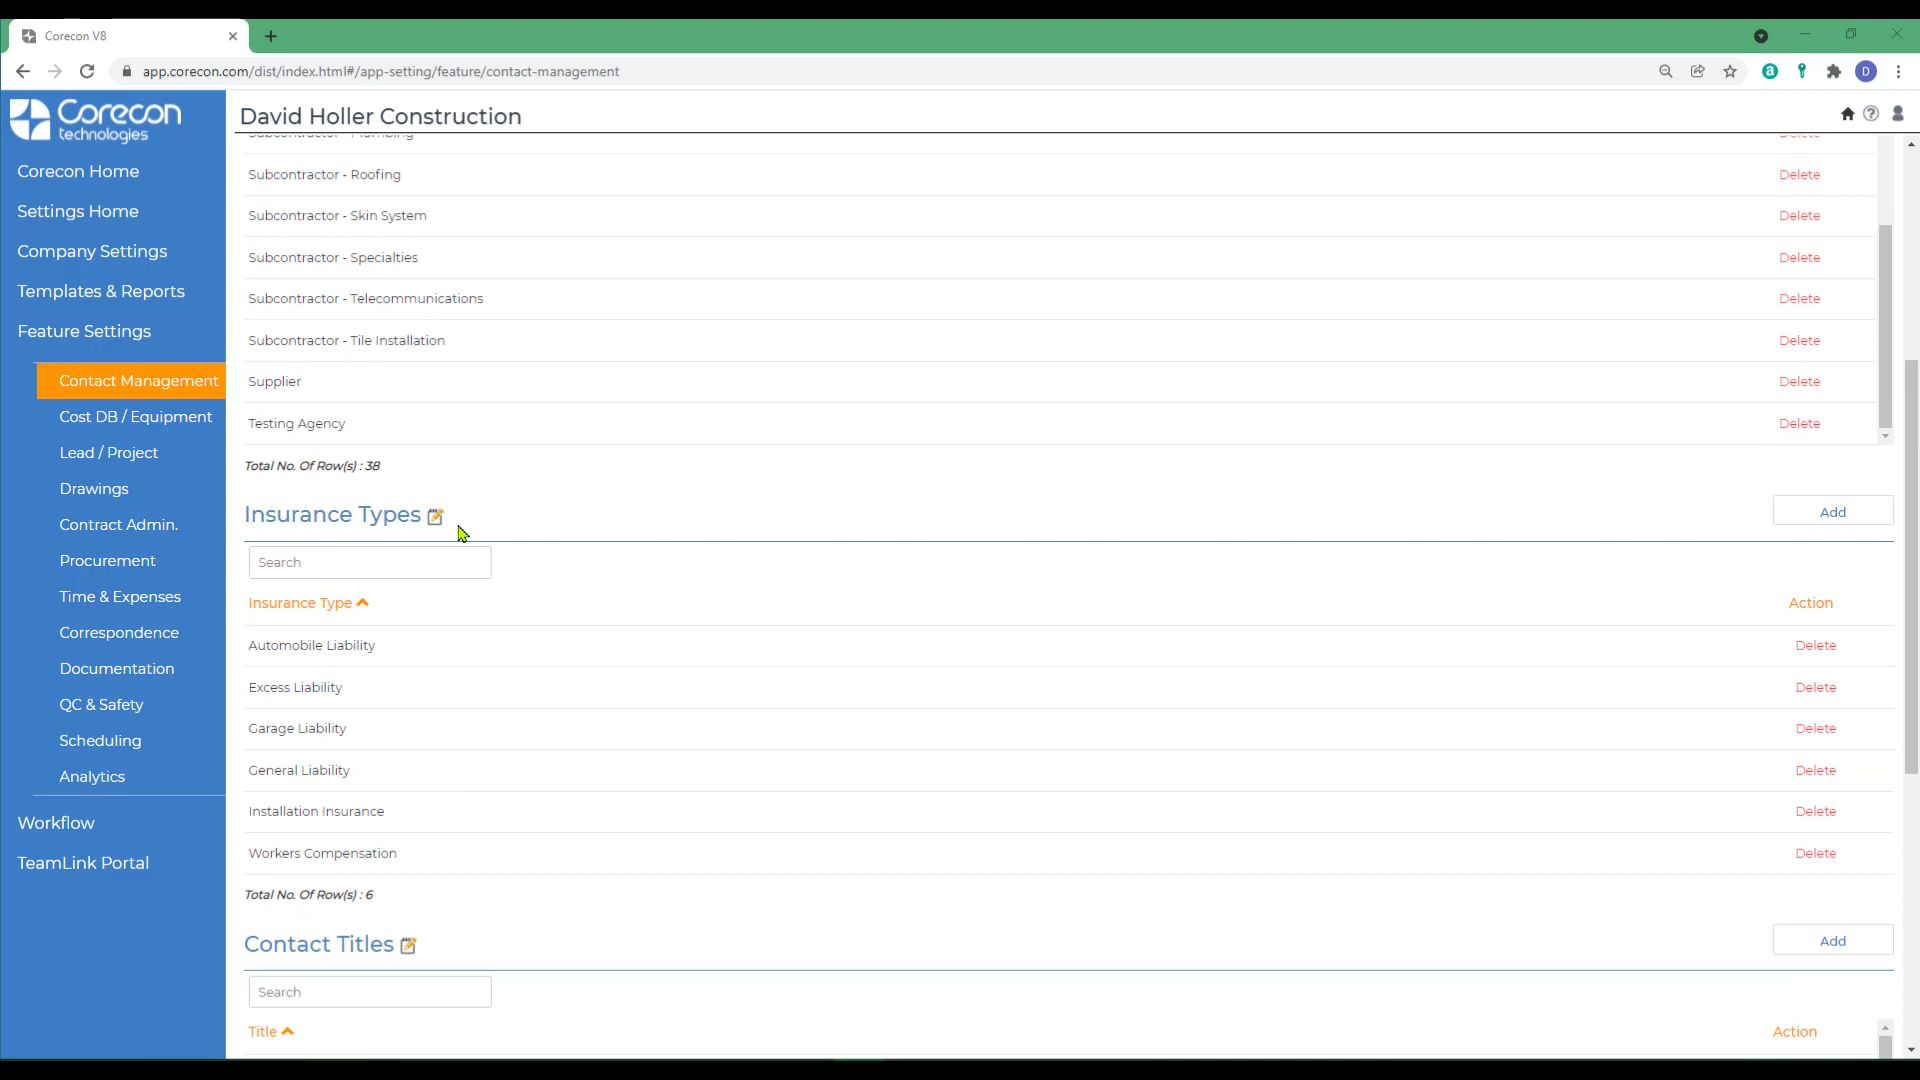 Corecon V8
app.corecon.com/dist/index.html#/app-setting/feature/contact-management
D
Corecon
technologies
Corecon Home
Settings Home
Company Settings
Templates & Reports
Feature Settings
Contact Management
Cost DB / Equipment
Lead / Project
Drawings
Contract Admin.
Procurement
Time & Expenses
Correspondence
Documentation
QC & Safety
Scheduling
Analytics
Workflow
TeamLink Portal
David Holler Construction
Subcontractor - Plumbing Delete
Subcontractor - Roofing Delete
Subcontractor - Skin System Delete
Subcontractor - Specialties Delete
Subcontractor - Telecommunications Delete
Subcontractor - Tile Installation Delete
Supplier Delete
Testing Agency Delete
Total No. Of Row(s) : 38
Insurance Types Add
Search
Insurance Type Action
Automobile Liability Delete
Excess Liability Delete
Garage Liability Delete
General Liability Delete
Installation Insurance Delete
Workers Compensation Delete
Total No. Of Row(s) : 6
Contact Titles Add
Search
Title Action